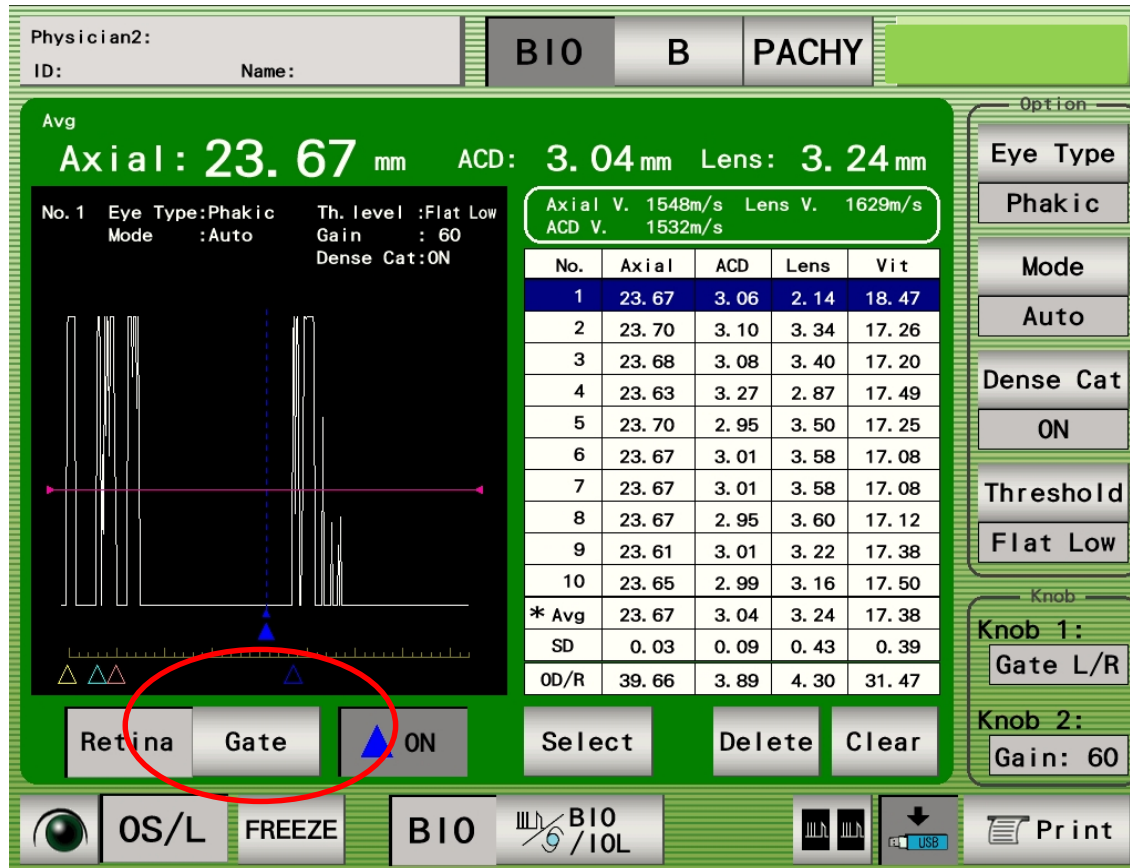 Physician2:
ID: Name:
BIO B PACHY
Avg
Axial: 23. 67 mm ACD: 3. 04 mm Lens: 3. 24 mm
No. 1 Eye Type:Phakic Th. level :Flat Low
Mode :Auto Gain : 60
Dense Cat:ON
Axial V. 1548m/s Lens V. 1629m/s
ACD V. 1532m/s
No. Axial ACD Lens Vit
1 23. 67 3. 06 2. 14 18. 47
2 23. 70 3. 10 3. 34 17. 26
3 23. 68 3. 08 3. 40 17. 20
4 23. 63 3. 27 2. 87 17. 49
5 23. 70 2. 95 3. 50 17. 25
6 23. 67 3. 01 3. 58 17. 08
7 23. 67 3. 01 3. 58 17. 08
8 23. 67 2. 95 3. 60 17. 12
9 23. 61 3. 01 3. 22 17. 38
10 23. 65 2. 99 3. 16 17. 50
* Avg 23. 67 3. 04 3. 24 17. 38
SD 0. 03 0. 09 0. 43 0. 39
OD/R 39. 66 3. 89 4. 30 31. 47
Retina Gate ON Select Delete Clear
Option
Eye Type
Phakic
Mode
Auto
Dense Cat
ON
Threshold
Flat Low
Knob
Knob 1:
Gate L/R
Knob 2:
Gain: 60
OS/L FREEZE BIO BIO
/IOL
USB
Print